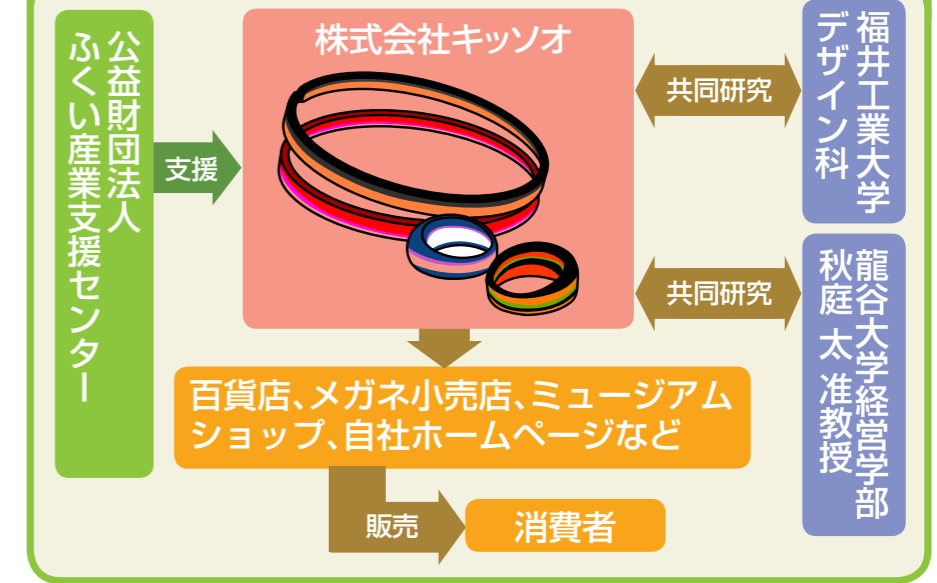 公益財団法人
ふくい産業支援センター
支援
株式会社キッソオ
共同研究
福井工業大学
デザイン科
共同研究
龍谷大学経営学部
秋庭 太 准教授
百貨店、メガネ小売店、ミュージアム
ショップ、自社ホームページなど
販売
消費者